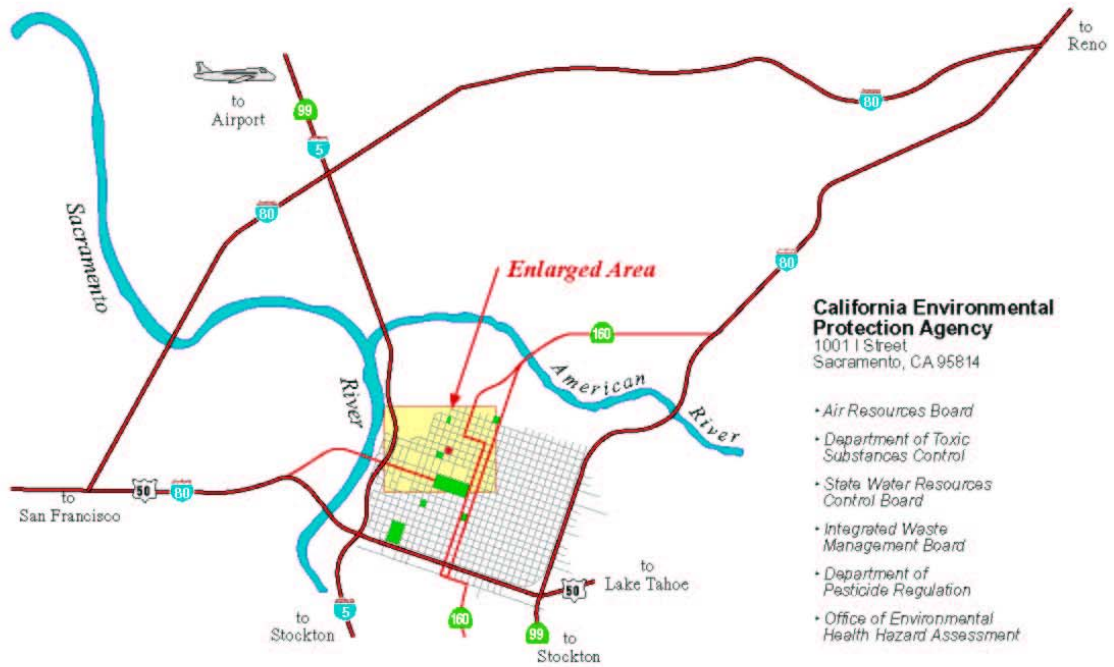 to
Reno
to
Airport
99
5
80
80
Sacramento
River
80
Enlarged Area
160
American
River
California Environmental
Protection Agency
1001 I Street
Sacramento, CA 95814
• Air Resources Board
• Department of Toxic
Substances Control
• State Water Resources
Control Board
• Integrated Waste
Management Board
• Department of
Pesticide Regulation
• Office of Environmental
Health Hazard Assessment
to
San Francisco
50
80
to
Lake Tahoe
50
to
Stockton
5
160
99
to
Stockton